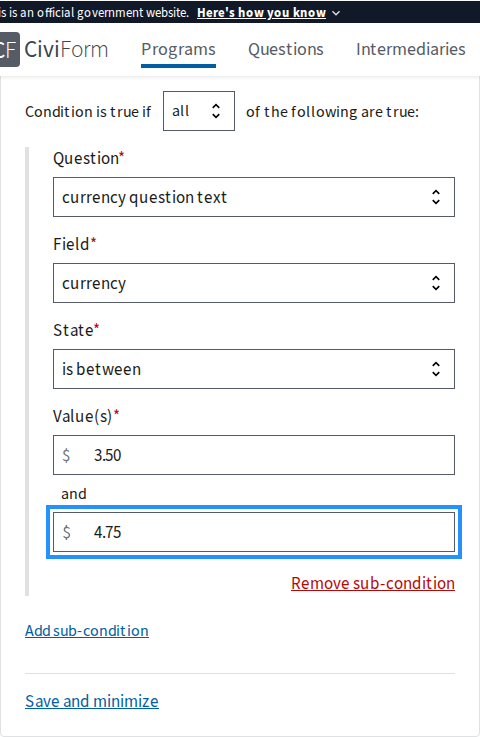 is is an official government website. Here's how you know
CF CiviForm Programs Questions Intermediaries
Condition is true if all of the following are true:
Question*
currency question text
Field*
currency
State*
is between
Value(s)*
$ 3.50
and
$ 4.75
Remove sub-condition
Add sub-condition
Save and minimize